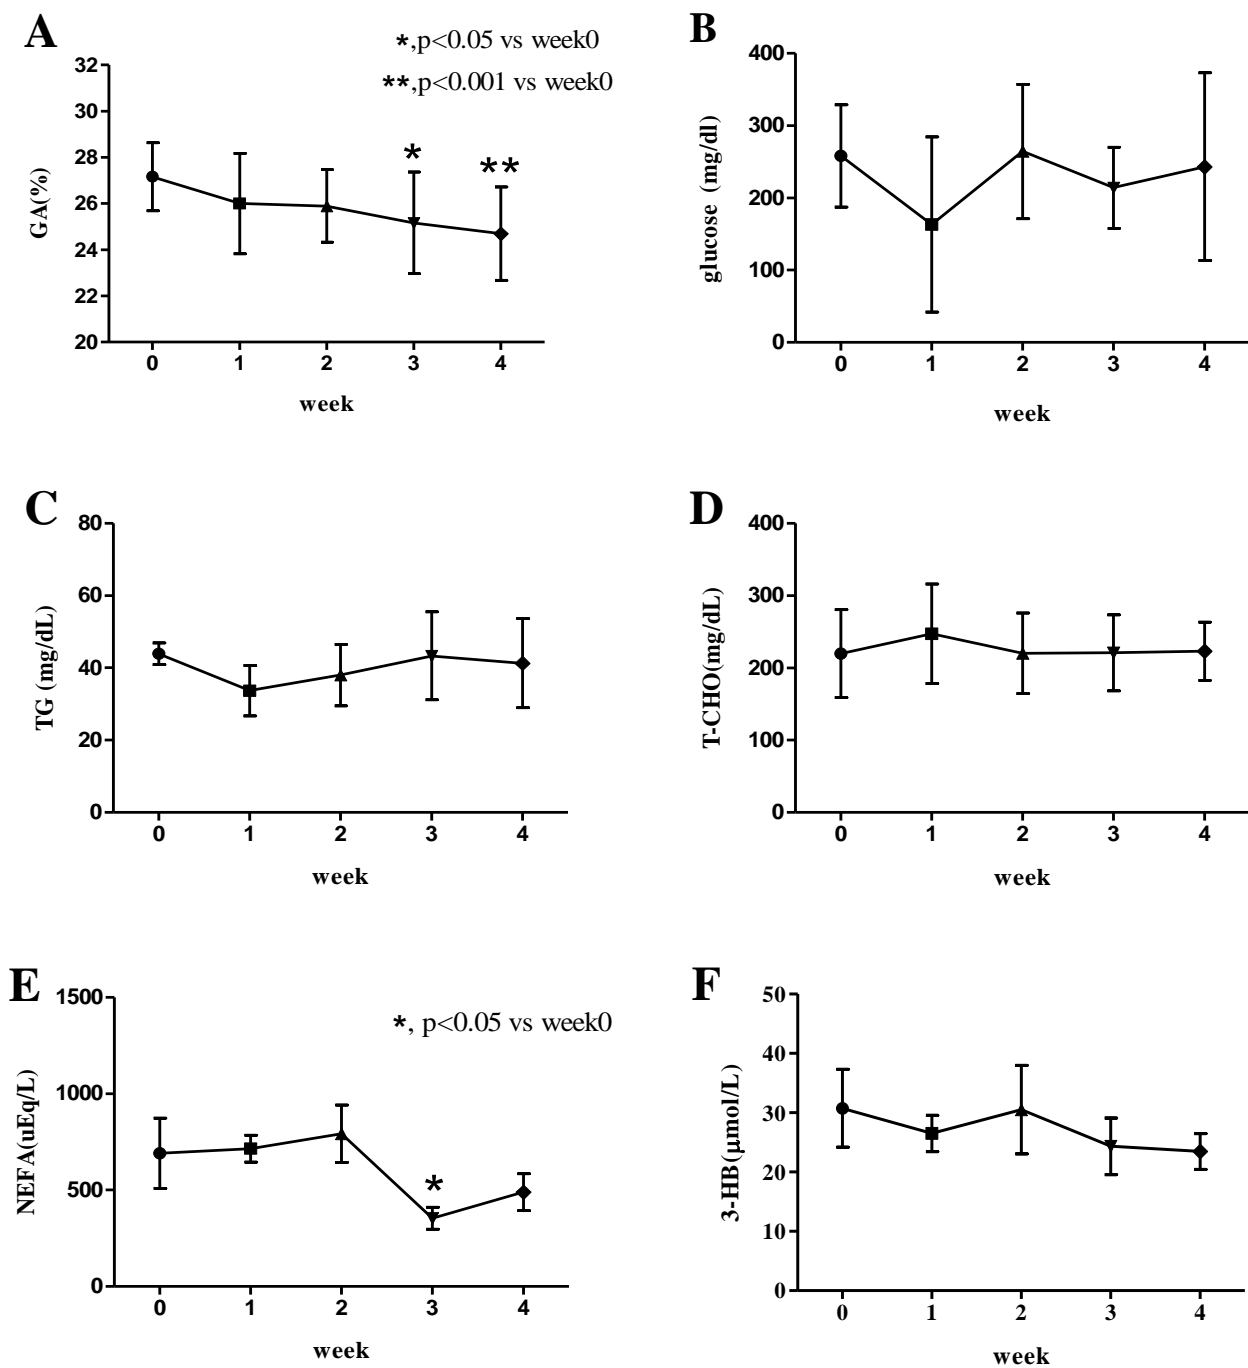 A
*,p<0.05 vs week0
**,p<0.001 vs week0
32
30
28
26
24
22
20
GA(%)
*
**
0 1 2 3 4
week
B
400
300
200
100
0
glucose (mg/dl)
0 1 2 3 4
week
C
80
60
40
20
0
TG (mg/dL)
0 1 2 3 4
week
D
400
300
200
100
0
T-CHO(mg/dL)
0 1 2 3 4
week
E
*, p<0.05 vs week0
1500
1000
500
0
NEFA(uEq/L)
*
0 1 2 3 4
week
F
50
40
30
20
10
0
3-HB(μmol/L)
0 1 2 3 4
week